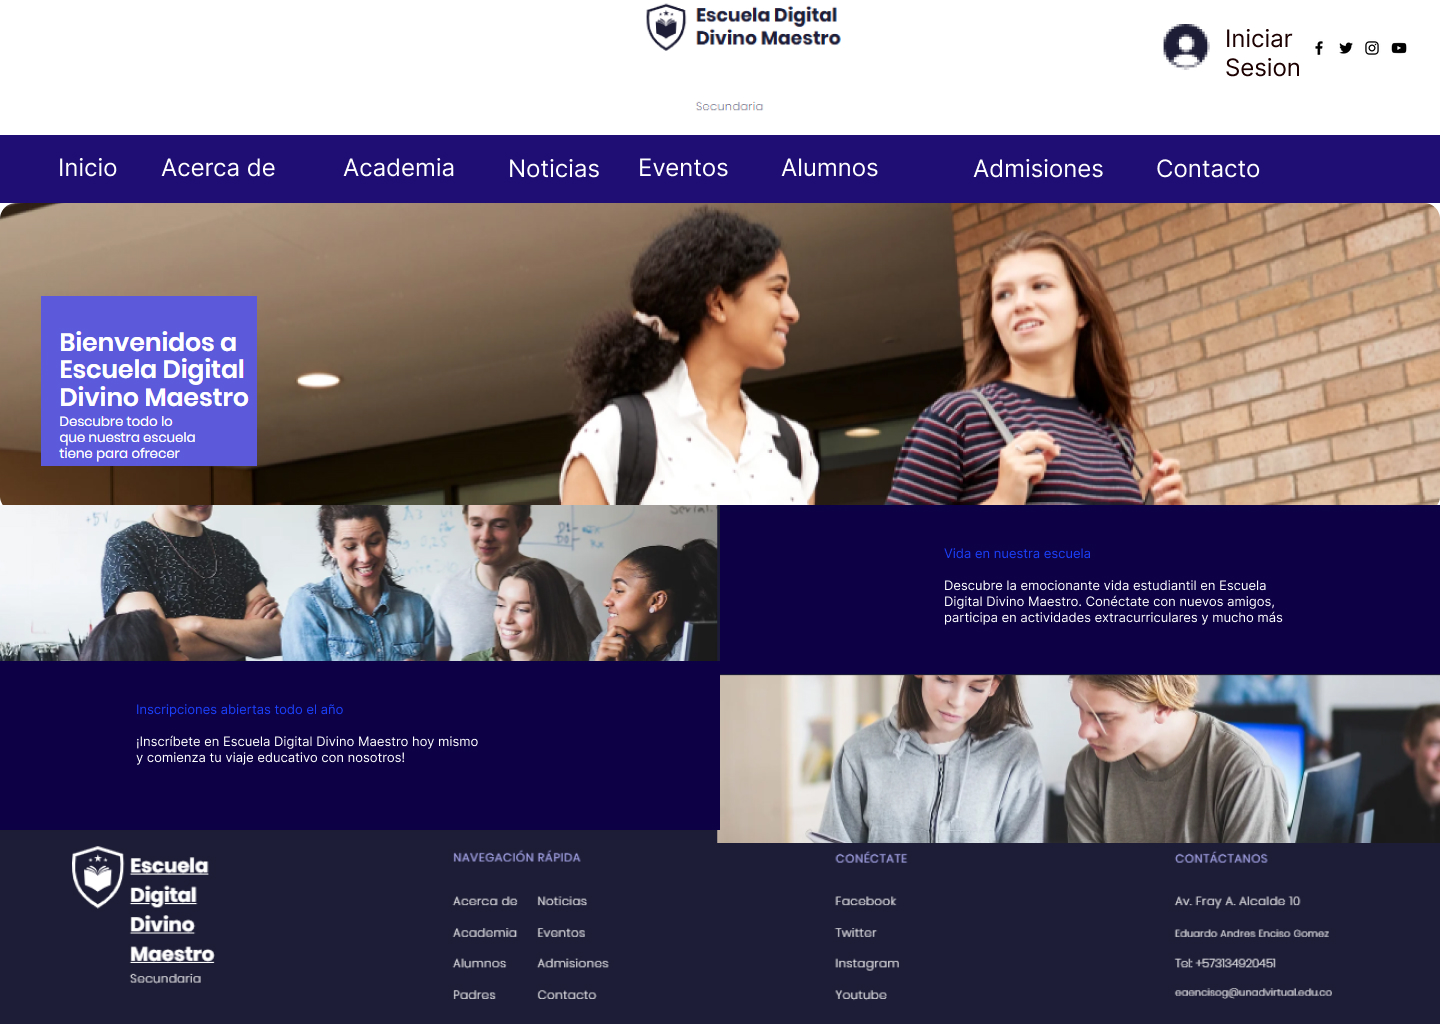 Escuela Digital
Divino Maestro
Secundaria
Iniciar
Sesion
Inicio
Acerca de
Academia
Noticias
Eventos
Alumnos
Admisiones
Contacto
Bienvenidos a
Escuela Digital
Divino Maestro
Descubre todo lo
que nuestra escuela
tiene para ofrecer
Vida en nuestra escuela
Descubre la emocionante vida estudiantil en Escuela
Digital Divino Maestro. Conéctate con nuevos amigos,
participa en actividades extracurriculares y mucho más
Inscripciones abiertas todo el año
¡Inscríbete en Escuela Digital Divino Maestro hoy mismo
y comienza tu viaje educativo con nosotros!
Escuela
Digital
Divino
Maestro
Secundaria
NAVEGACIÓN RÁPIDA
Acerca de
Noticias
Academia
Eventos
Alumnos
Admisiones
Padres
Contacto
CONÉCTATE
Facebook
Twitter
Instagram
Youtube
CONTÁCTANOS
Av. Fray A. Alcalde 10
Eduardo Andres Enciso Gomez
Tel: +573134920451
eaencisog@unadvirtual.edu.co